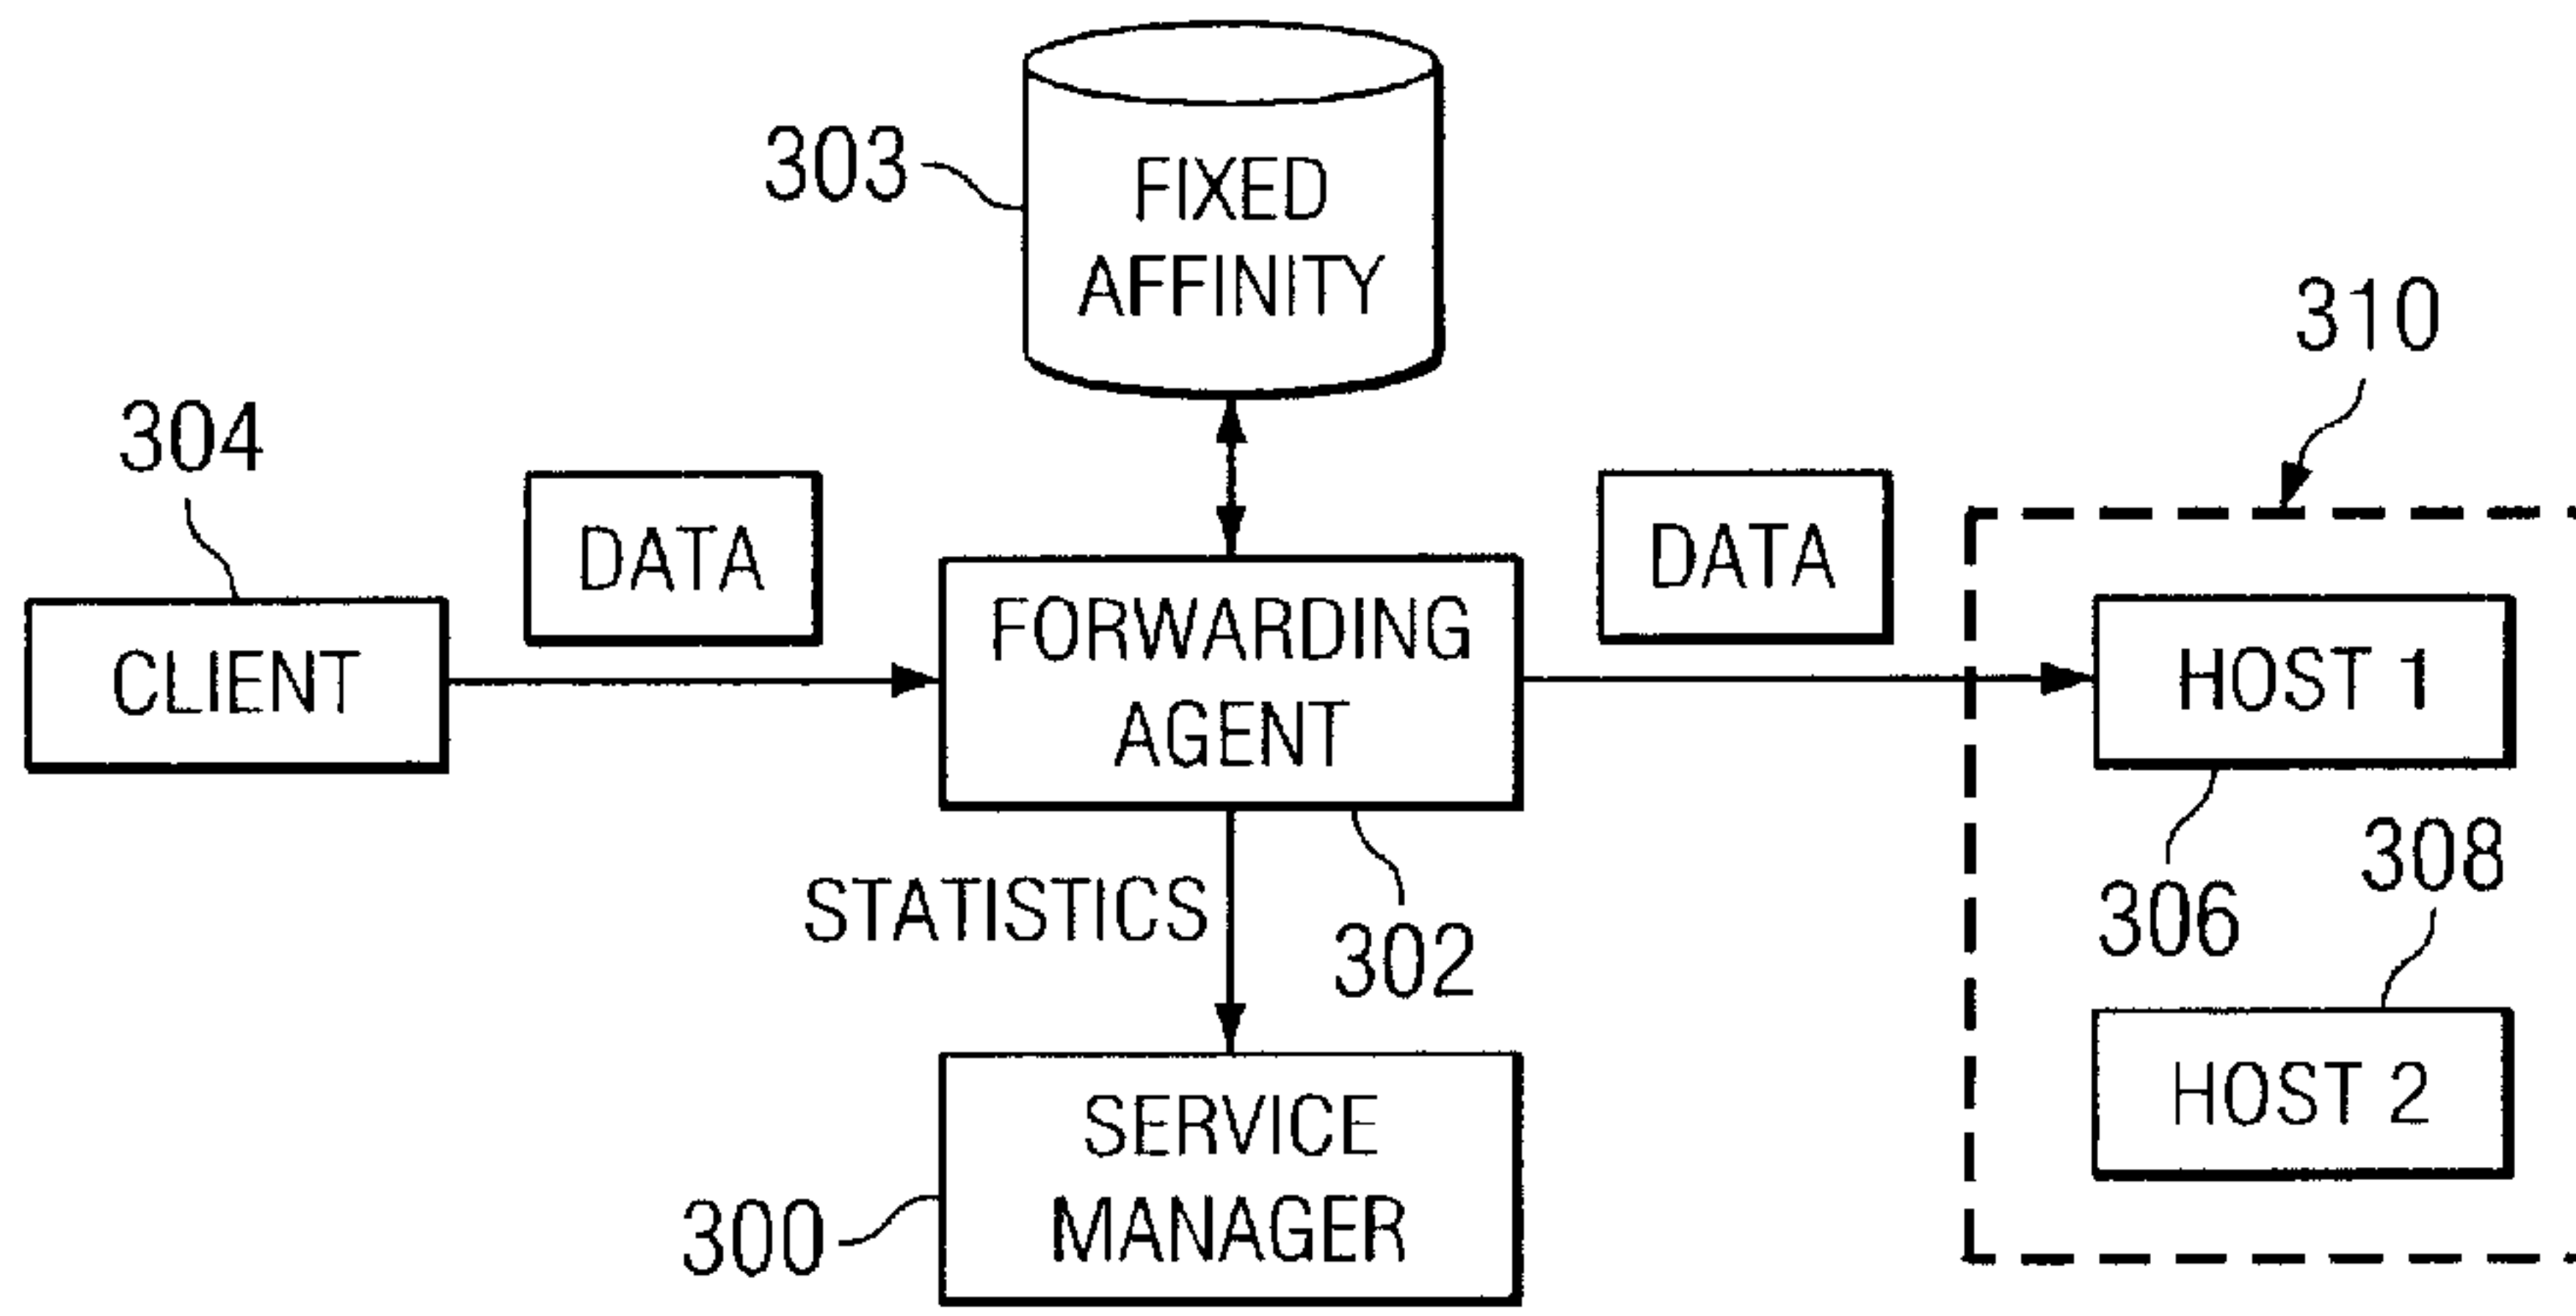 303
FIXED
AFFINITY
310
304
DATA
DATA
CLIENT
FORWARDING
AGENT
HOST 1
STATISTICS
302
306
308
SERVICE
MANAGER
HOST 2
300